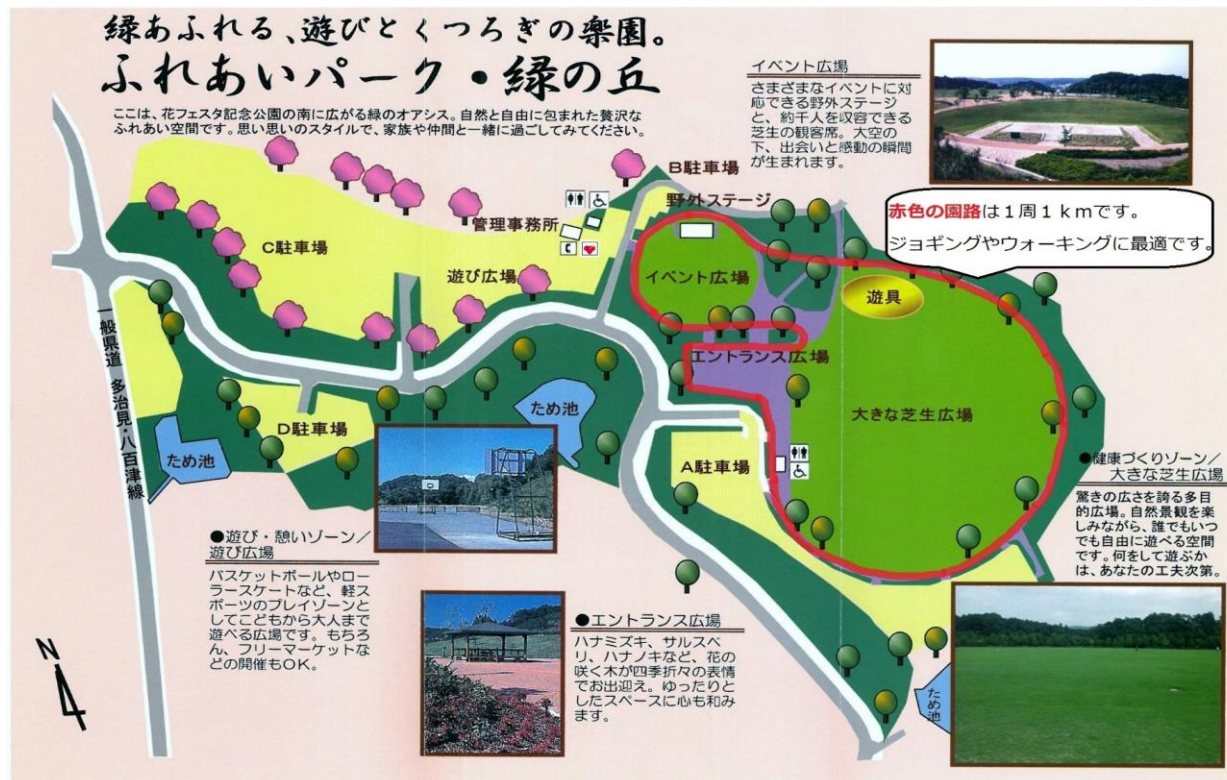 緑あふれる、遊びとくつろぎの楽園。
ふれあいパーク・緑の丘
ここは、花フェスタ記念公園の南に広がる緑のオアシス。自然と自由に包まれた贅沢な
ふれあい空間です。思い思いのスタイルで、家族や仲間と一緒に過ごしてみてください。
イベント広場
さまざまなイベントに対
応できる野外ステージ
と、約千人を収容できる
芝生の観客席。大空の
下、出会いと感動の瞬間
が生まれます。
赤色の園路は1周1kmです。
ジョギングやウォーキングに最適です。
B駐車場
野外ステージ
管理事務所
C駐車場
遊び広場
イベント広場
遊具
エントランス広場
大きな芝生広場
一般県道 多治見・八百津線
ため池
D駐車場
ため池
A駐車場
●健康づくりゾーン/
大きな芝生広場
驚きの広さを誇る多目
的広場。自然景観を楽
しみながら、誰でもいつ
でも自由に遊べる空間
です。何をして遊ぶか
は、あなたの工夫次第。
●遊び・憩いゾーン/
遊び広場
バスケットボールやロー
ラースケートなど、軽ス
ポーツのプレイゾーンと
してこどもから大人まで
遊べる広場です。もちろ
ん、フリーマーケットな
どの開催もOK。
●エントランス広場
ハナミズキ、サルスベ
リ、ハナノキなど、花の
咲く木が四季折々の表情
でお出迎え。ゆったりと
したスペースに心も和み
ます。
ため池
N